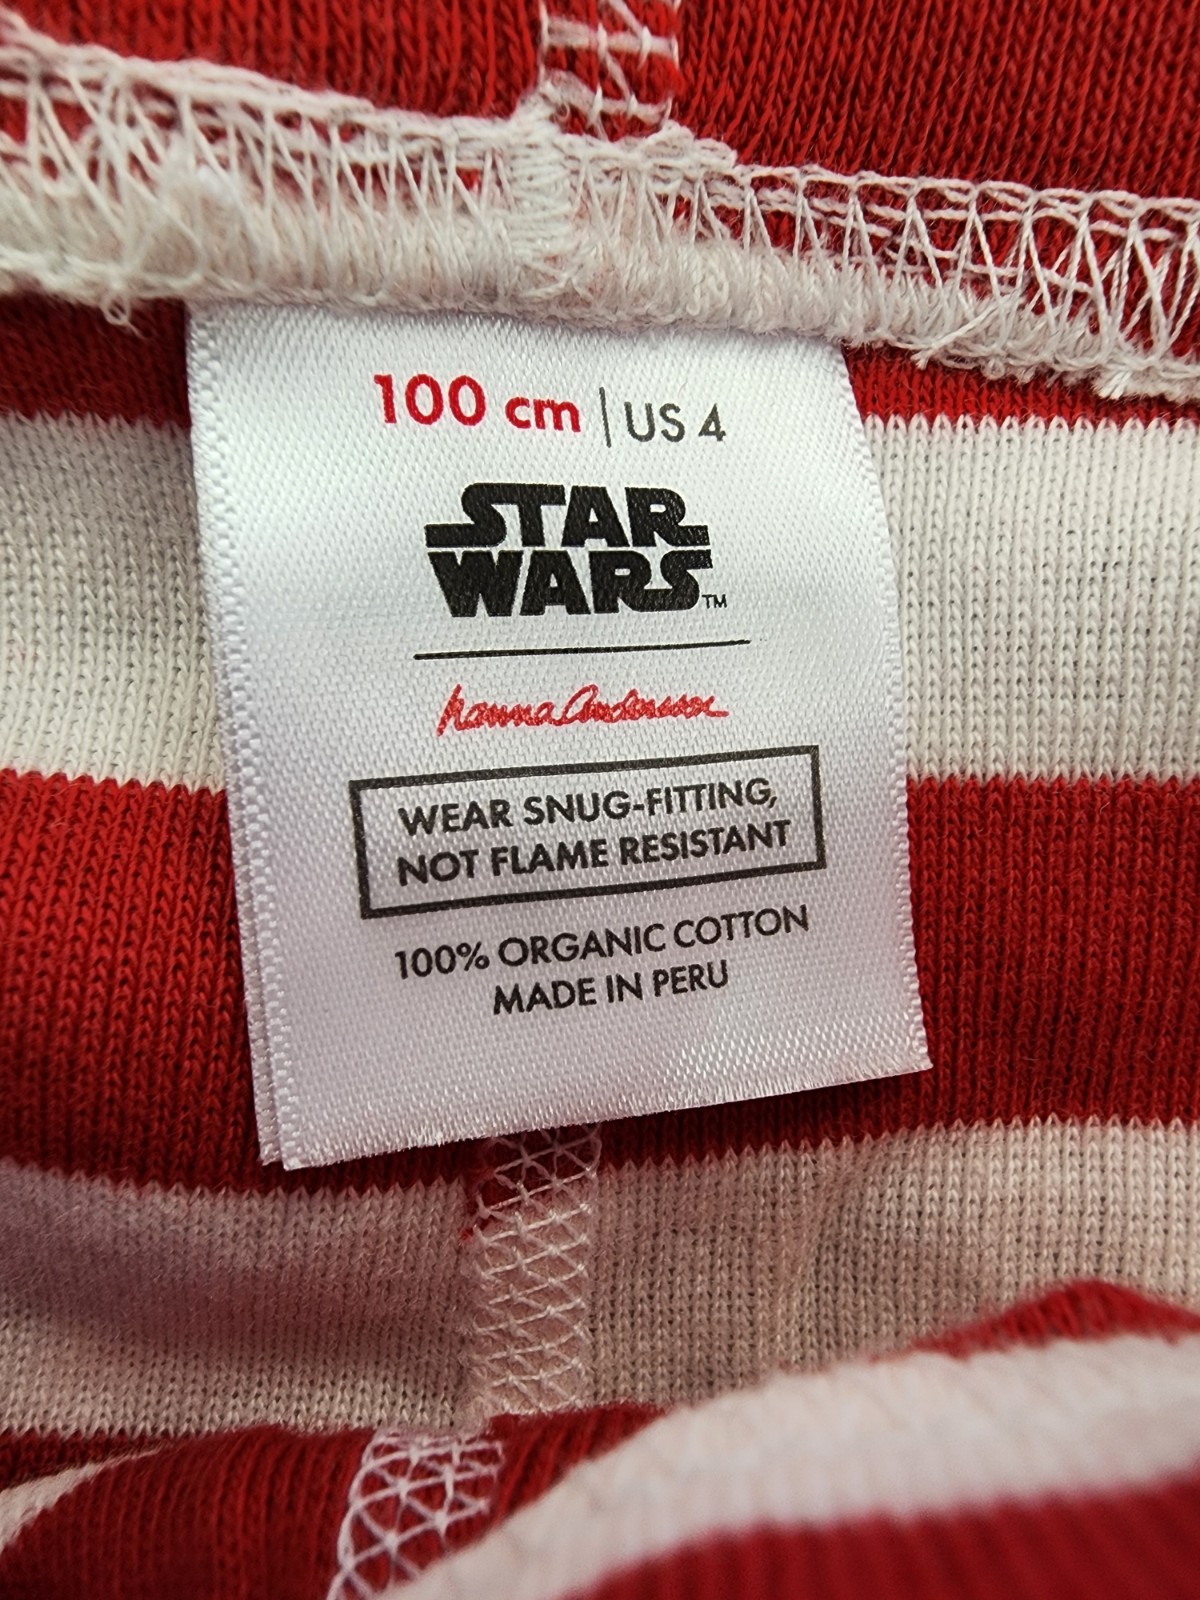 100 cm | US 4
STAR
WARS™
hanna Andersson
WEAR SNUG-FITTING,
NOT FLAME RESISTANT
100% ORGANIC COTTON
MADE IN PERU